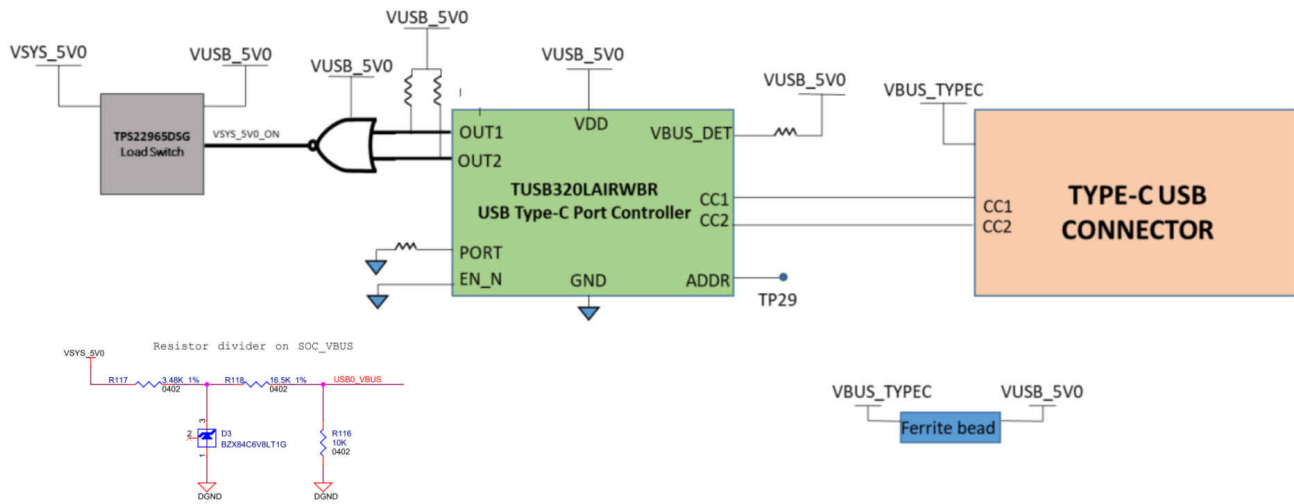 VUSB_5V0
VSYS_5V0
VUSB_5V0
VUSB_5V0
VUSB_5V0
VUSB_5V0
VBUS_TYPEC
TPS22965DSG
Load Switch
VSYS_5V0_ON
OUT1
OUT2
VDD
VBUS_DET
TUSB320LAIRWBR
USB Type-C Port Controller
CC1
CC2
PORT
EN_N
GND
ADDR
TP29
CC1
CC2
TYPE-C USB
CONNECTOR
Resistor divider on SOC_VBUS
VSYS_5V0
R117
3.48K 1%
0402
R118
16.5K 1%
0402
USB0_VBUS
3
2
1
D3
BZX84C6V8LT1G
R116
10K
0402
DGND
DGND
VBUS_TYPEC
VUSB_5V0
Ferrite bead